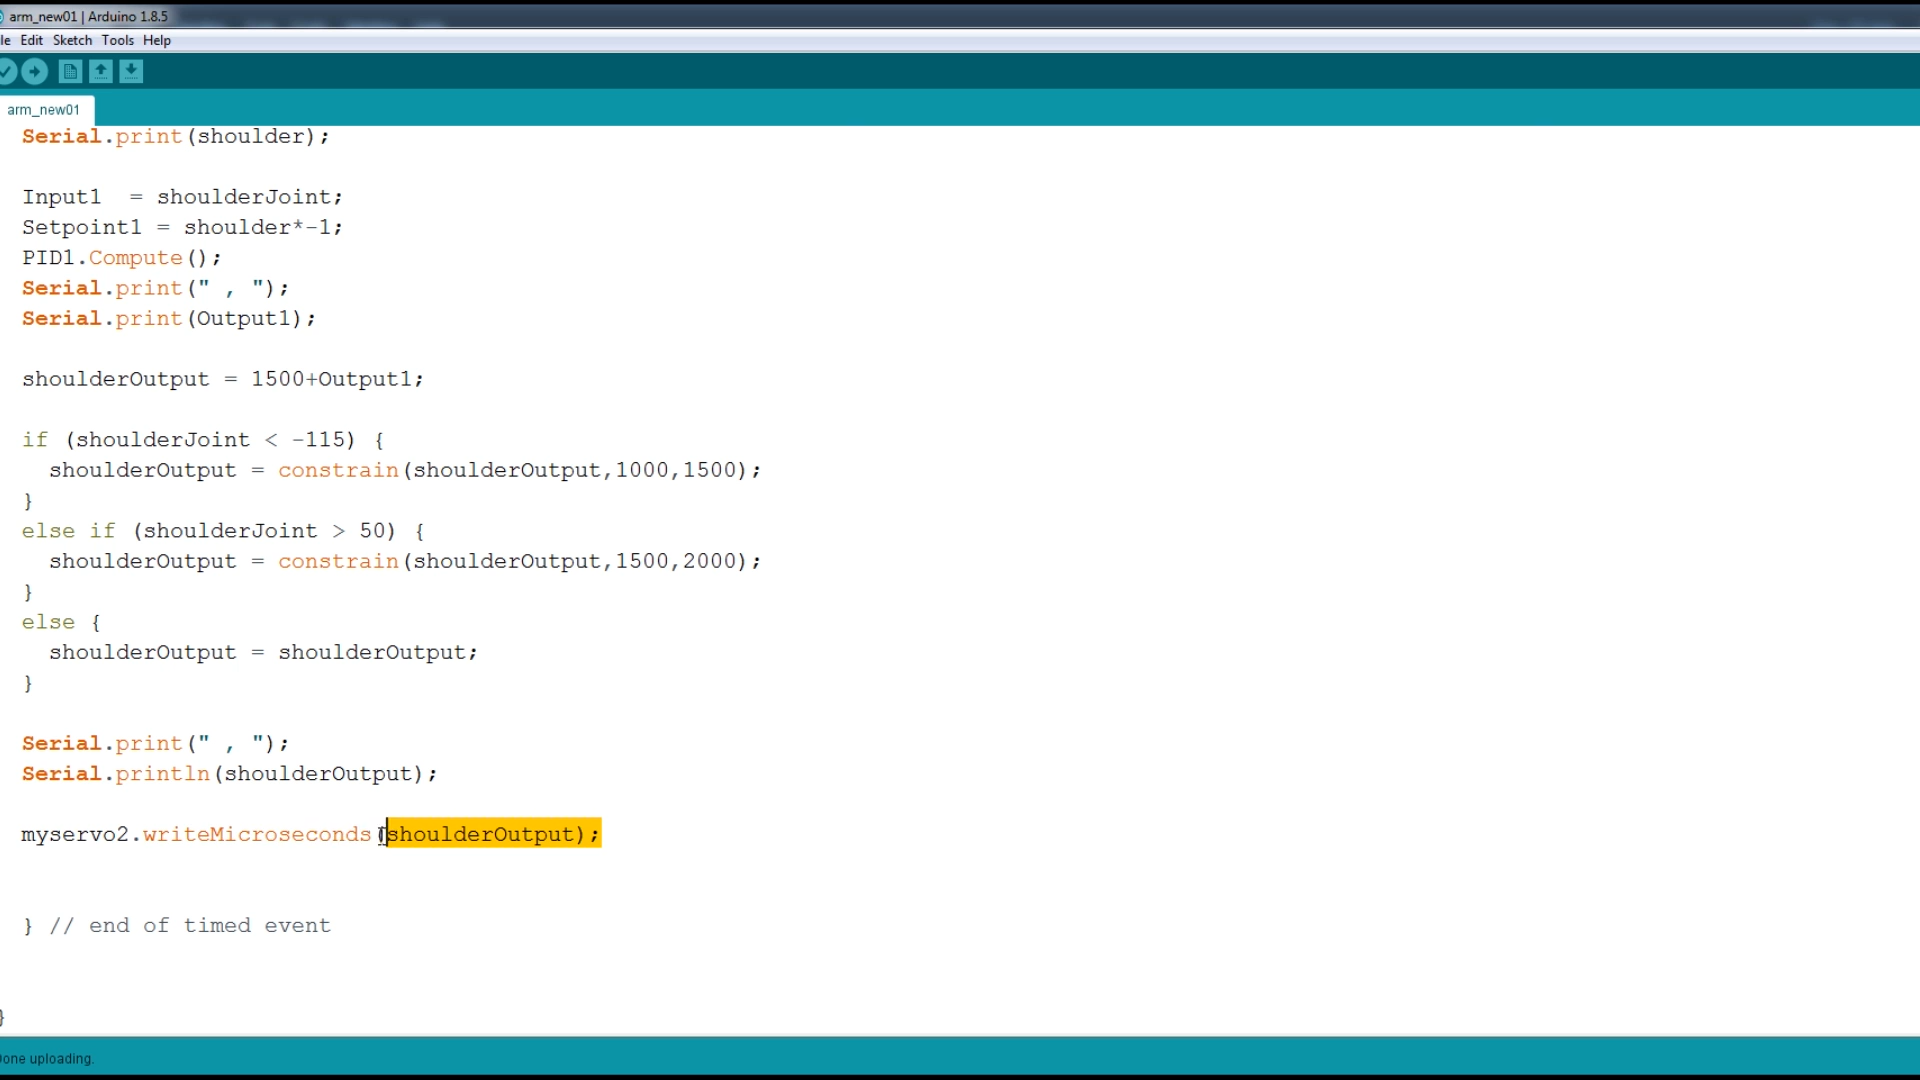 arm_new01 | Arduino 1.8.5
le Edit Sketch Tools Help
arm_new01
Serial.print(shoulder);
Input1  = shoulderJoint;
Setpoint1 = shoulder*-1;
PID1.Compute();
Serial.print(" , ");
Serial.print(Output1);
shoulderOutput = 1500+Output1;
if (shoulderJoint < -115) {
shoulderOutput = constrain(shoulderOutput,1000,1500);
}
else if (shoulderJoint > 50) {
shoulderOutput = constrain(shoulderOutput,1500,2000);
}
else {
shoulderOutput = shoulderOutput;
}
Serial.print(" , ");
Serial.println(shoulderOutput);
myservo2.writeMicroseconds(shoulderOutput);
} // end of timed event
}
Done uploading.